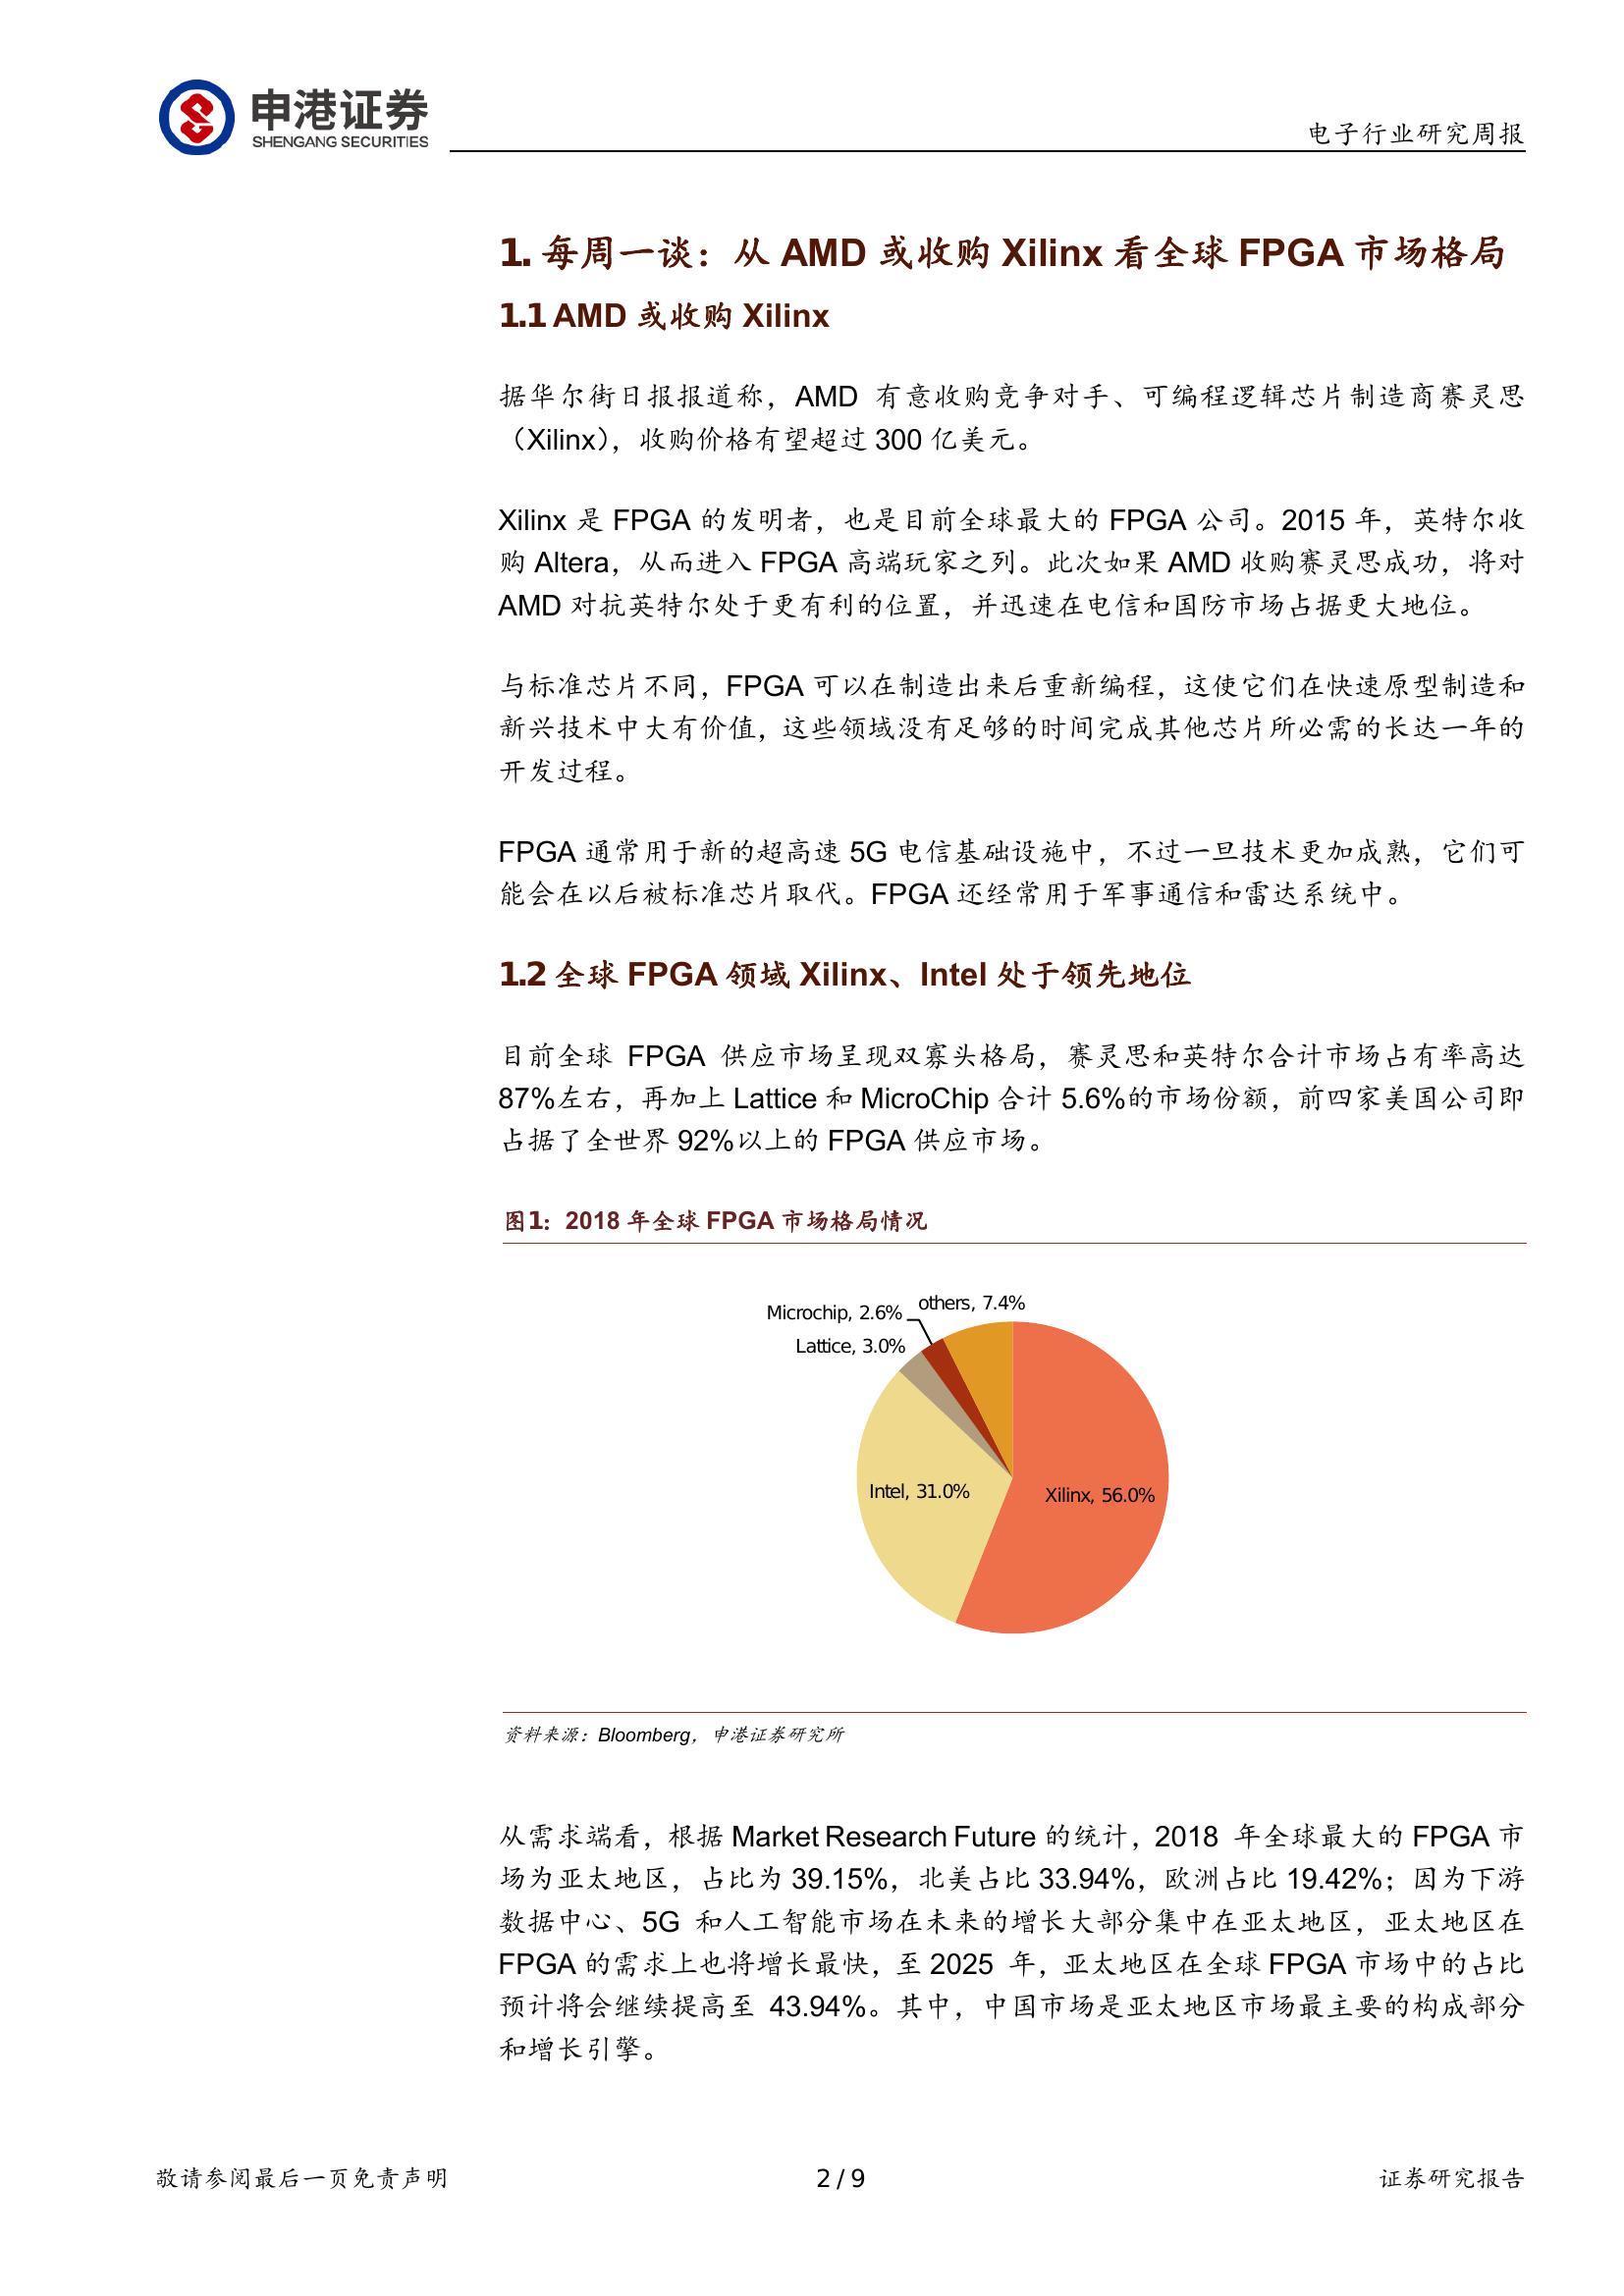 申港证券
SHENGANG SECURITIES
电子行业研究周报
1. 每周一谈：从 AMD 或收购 Xilinx 看全球 FPGA 市场格局
1.1 AMD 或收购 Xilinx
据华尔街日报报道称，AMD 有意收购竞争对手、可编程逻辑芯片制造商赛灵思
（Xilinx），收购价格有望超过 300 亿美元。
Xilinx 是 FPGA 的发明者，也是目前全球最大的 FPGA 公司。2015 年，英特尔收
购 Altera，从而进入 FPGA 高端玩家之列。此次如果 AMD 收购赛灵思成功，将对
AMD 对抗英特尔处于更有利的位置，并迅速在电信和国防市场占据更大地位。
与标准芯片不同，FPGA 可以在制造出来后重新编程，这使它们在快速原型制造和
新兴技术中大有价值，这些领域没有足够的时间完成其他芯片所必需的长达一年的
开发过程。
FPGA 通常用于新的超高速 5G 电信基础设施中，不过一旦技术更加成熟，它们可
能会在以后被标准芯片取代。FPGA 还经常用于军事通信和雷达系统中。
1.2 全球 FPGA 领域 Xilinx、Intel 处于领先地位
目前全球 FPGA 供应市场呈现双寡头格局，赛灵思和英特尔合计市场占有率高达
87%左右，再加上 Lattice 和 MicroChip 合计 5.6%的市场份额，前四家美国公司即
占据了全世界 92%以上的 FPGA 供应市场。
图1：2018 年全球 FPGA 市场格局情况
others, 7.4%
Microchip, 2.6%
Lattice, 3.0%
Intel, 31.0%
Xilinx, 56.0%
资料来源：Bloomberg，申港证券研究所
从需求端看，根据 Market Research Future 的统计，2018 年全球最大的 FPGA 市
场为亚太地区，占比为 39.15%，北美占比 33.94%，欧洲占比 19.42%；因为下游
数据中心、5G 和人工智能市场在未来的增长大部分集中在亚太地区，亚太地区在
FPGA 的需求上也将增长最快，至 2025 年，亚太地区在全球 FPGA 市场中的占比
预计将会继续提高至 43.94%。其中，中国市场是亚太地区市场最主要的构成部分
和增长引擎。
敬请参阅最后一页免责声明
2 / 9
证券研究报告